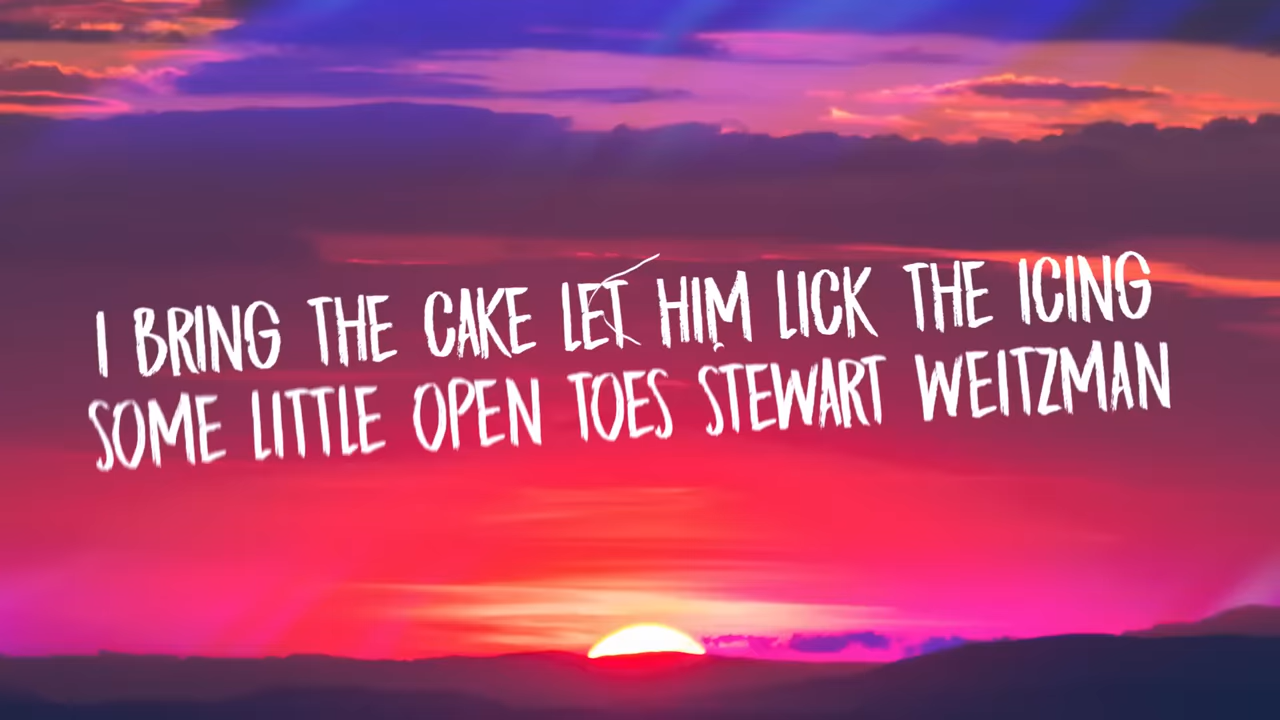 I BRING THE CAKE LET HIM LICK THE ICING
SOME LITTLE OPEN TOES STEWART WEITZMAN